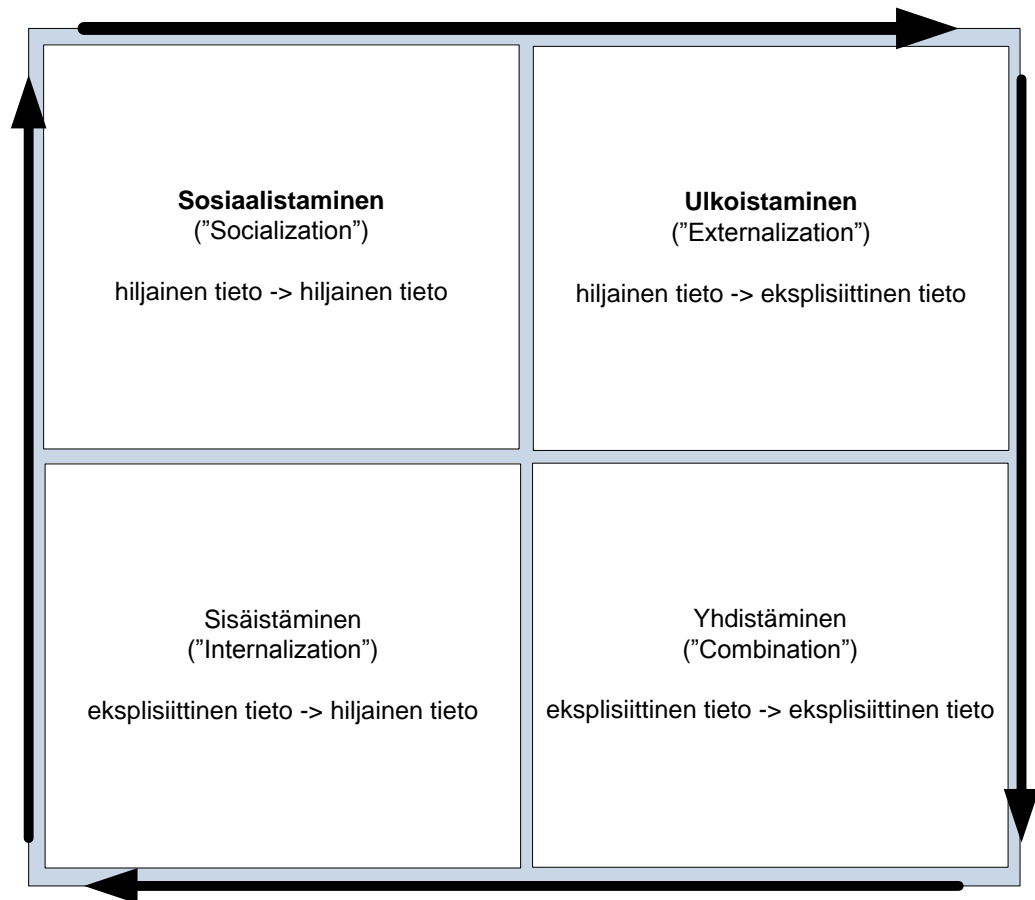 Sosiaalistaminen
(”Socialization”)
hiljainen tieto -> hiljainen tieto
Ulkoistaminen
(”Externalization”)
hiljainen tieto -> eksplisiittinen tieto
Sisäistäminen
(”Internalization”)
eksplisiittinen tieto -> hiljainen tieto
Yhdistäminen
(”Combination”)
eksplisiittinen tieto -> eksplisiittinen tieto